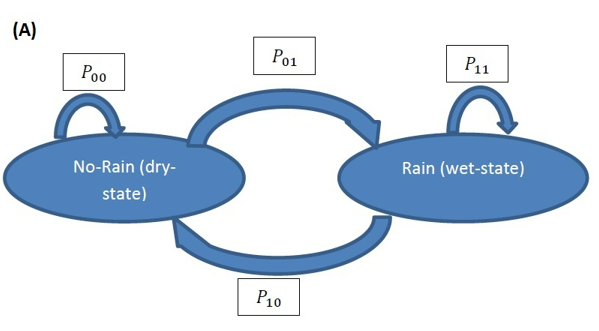 (A)
P₀₀
P₀₁
P₁₁
No-Rain (dry-
state)
Rain (wet-state)
P₁₀